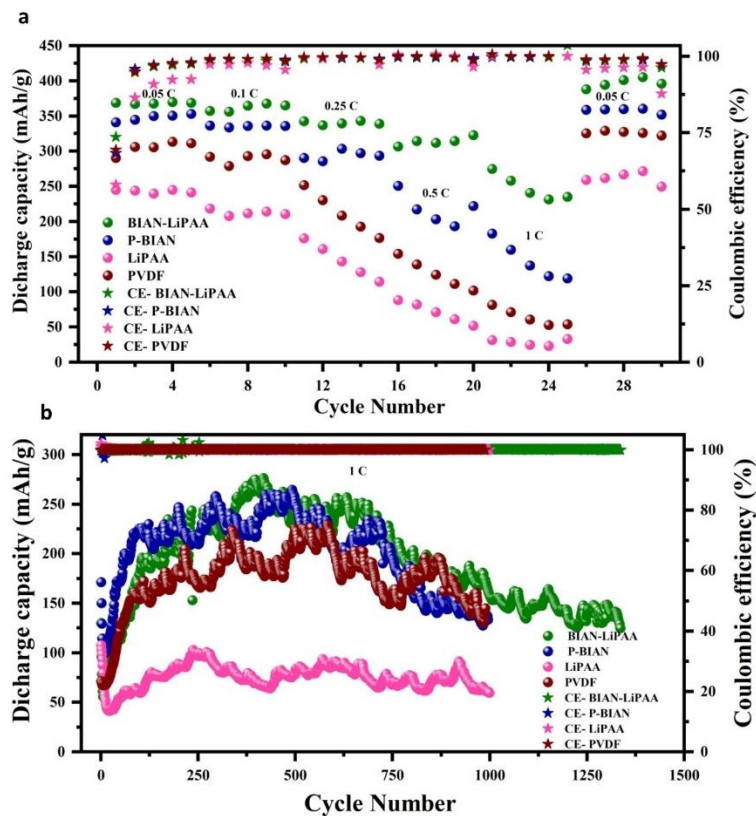 a
450
400
350
300
250
200
150
100
50
0
Dicharge capacity (mAh/g)
0.05 C
0.1 C
0.25 C
0.5 C
1 C
0.05 C
BIAN-LiPAA
P-BIAN
LiPAA
PVDF
CE- BIAN-LiPAA
CE- P-BIAN
CE- LiPAA
CE- PVDF
100
75
50
25
0
Coulombic efficiency (%)
0 4 8 12 16 20 24 28
Cycle Number
b
300
250
200
150
100
50
0
Dicharge capacity (mAh/g)
1 C
BIAN-LiPAA
P-BIAN
LiPAA
PVDF
CE- BIAN-LiPAA
CE- P-BIAN
CE- LiPAA
CE- PVDF
100
80
60
40
20
0
Coulombic efficiency (%)
0 250 500 750 1000 1250 1500
Cycle Number